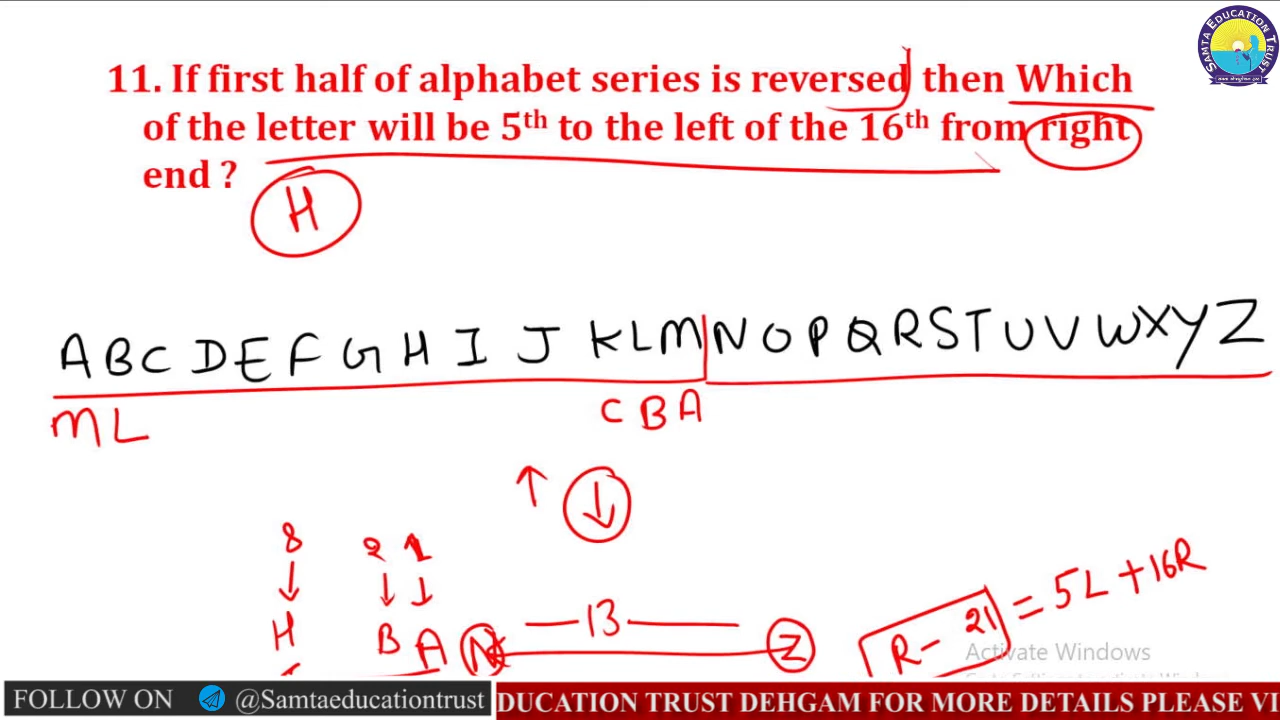 SAMTA EDUCATION TRUST
11. If first half of alphabet series is reversed then Which
of the letter will be 5th to the left of the 16th from right
end ?
H
A B C D E F G H I J K L M N O P Q R S T U V W X Y Z
M L C B A
8 2 1
H B A N 13 Z R - 21 = 5L + 16R
Activate Windows
FOLLOW ON @Samtaeducationtrust DUCATION TRUST DEHGAM FOR MORE DETAILS PLEASE VI